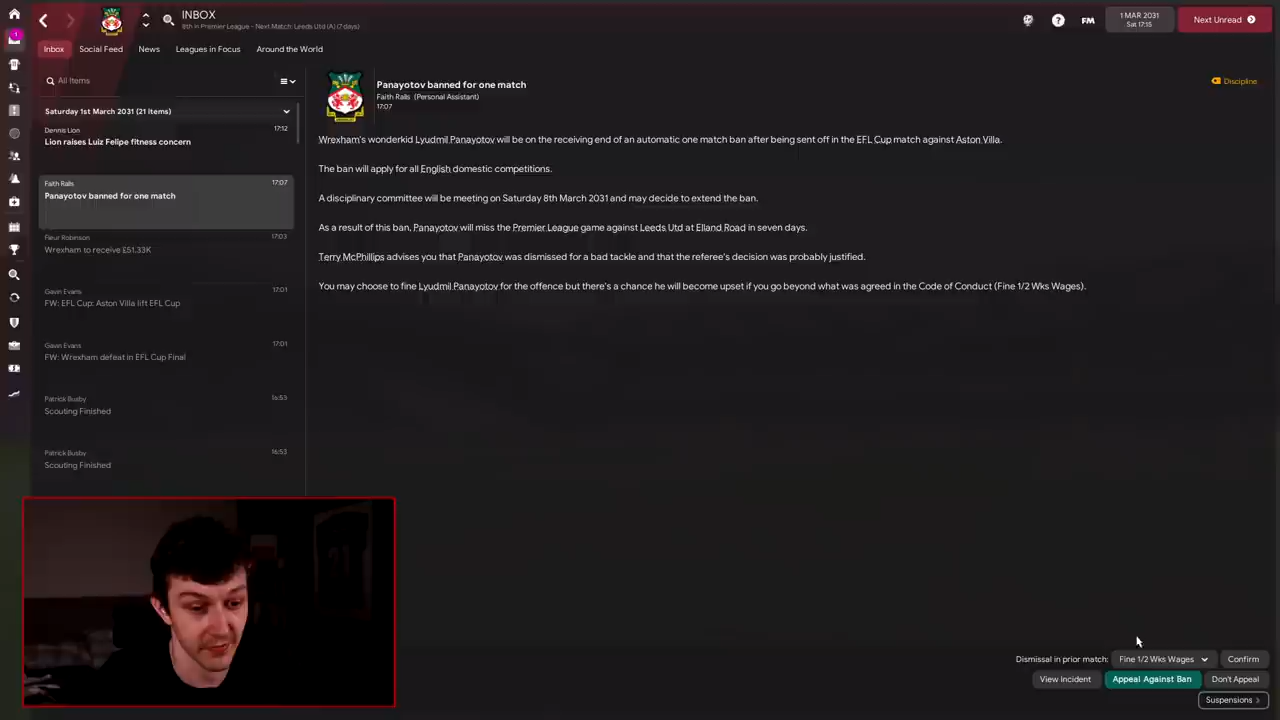 INBOX
8th in Premier League - Next Match: Leeds Utd (A) (7 days)
FM
1 MAR 2031
Sat 17:15
Next Unread
Inbox
Social Feed
News
Leagues in Focus
Around the World
All Items
Saturday 1st March 2031 (21 items)
Dennis Lion
17:12
Lion raises Luiz Felipe fitness concern
Faith Ralls
17:07
Panayotov banned for one match
Fleur Robinson
17:03
Wrexham to receive £51.33K
Gavin Evans
17:01
FW: EFL Cup: Aston Villa lift EFL Cup
Gavin Evans
17:01
FW: Wrexham defeat in EFL Cup Final
Patrick Busby
16:53
Scouting Finished
Patrick Busby
16:53
Scouting Finished
Panayotov banned for one match
Faith Ralls (Personal Assistant)
17:07
Discipline
Wrexham's wonderkid Lyudmil Panayotov will be on the receiving end of an automatic one match ban after being sent off in the EFL Cup match against Aston Villa.
The ban will apply for all English domestic competitions.
A disciplinary committee will be meeting on Saturday 8th March 2031 and may decide to extend the ban.
As a result of this ban, Panayotov will miss the Premier League game against Leeds Utd at Elland Road in seven days.
Terry McPhillips advises you that Panayotov was dismissed for a bad tackle and that the referee's decision was probably justified.
You may choose to fine Lyudmil Panayotov for the offence but there's a chance he will become upset if you go beyond what was agreed in the Code of Conduct (Fine 1/2 Wks Wages).
Dismissal in prior match:
Fine 1/2 Wks Wages
Confirm
View Incident
Appeal Against Ban
Don't Appeal
Suspensions